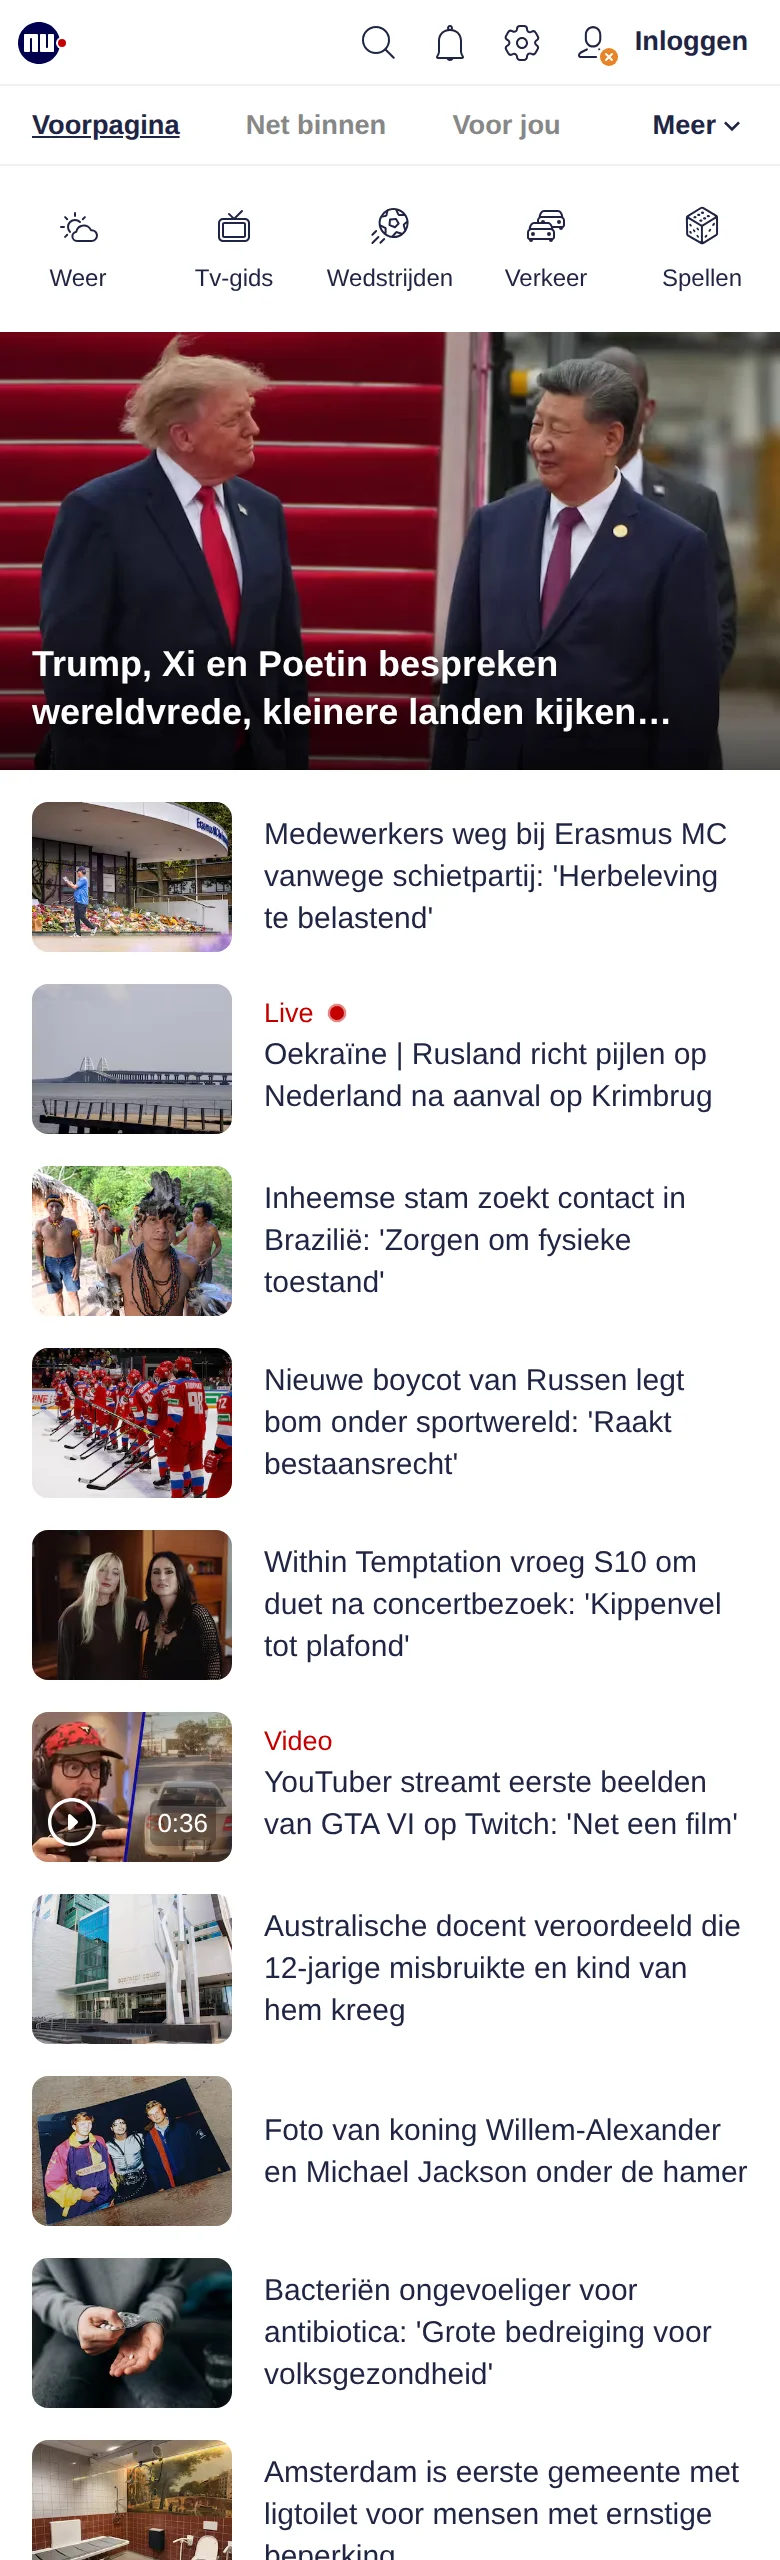 nu
Inloggen
Voorpagina Net binnen Voor jou Meer
Weer Tv-gids Wedstrijden Verkeer Spellen
Trump, Xi en Poetin bespreken
wereldvrede, kleinere landen kijken...
Medewerkers weg bij Erasmus MC
vanwege schietpartij: 'Herbeleving
te belastend'
Live
Oekraïne | Rusland richt pijlen op
Nederland na aanval op Krimbrug
Inheemse stam zoekt contact in
Brazilië: 'Zorgen om fysieke
toestand'
Nieuwe boycot van Russen legt
bom onder sportwereld: 'Raakt
bestaansrecht'
Within Temptation vroeg S10 om
duet na concertbezoek: 'Kippenvel
tot plafond'
0:36
Video
YouTuber streamt eerste beelden
van GTA VI op Twitch: 'Net een film'
Australische docent veroordeeld die
12-jarige misbruikte en kind van
hem kreeg
Foto van koning Willem-Alexander
en Michael Jackson onder de hamer
Bacteriën ongevoeliger voor
antibiotica: 'Grote bedreiging voor
volksgezondheid'
Amsterdam is eerste gemeente met
ligtoilet voor mensen met ernstige
beperking